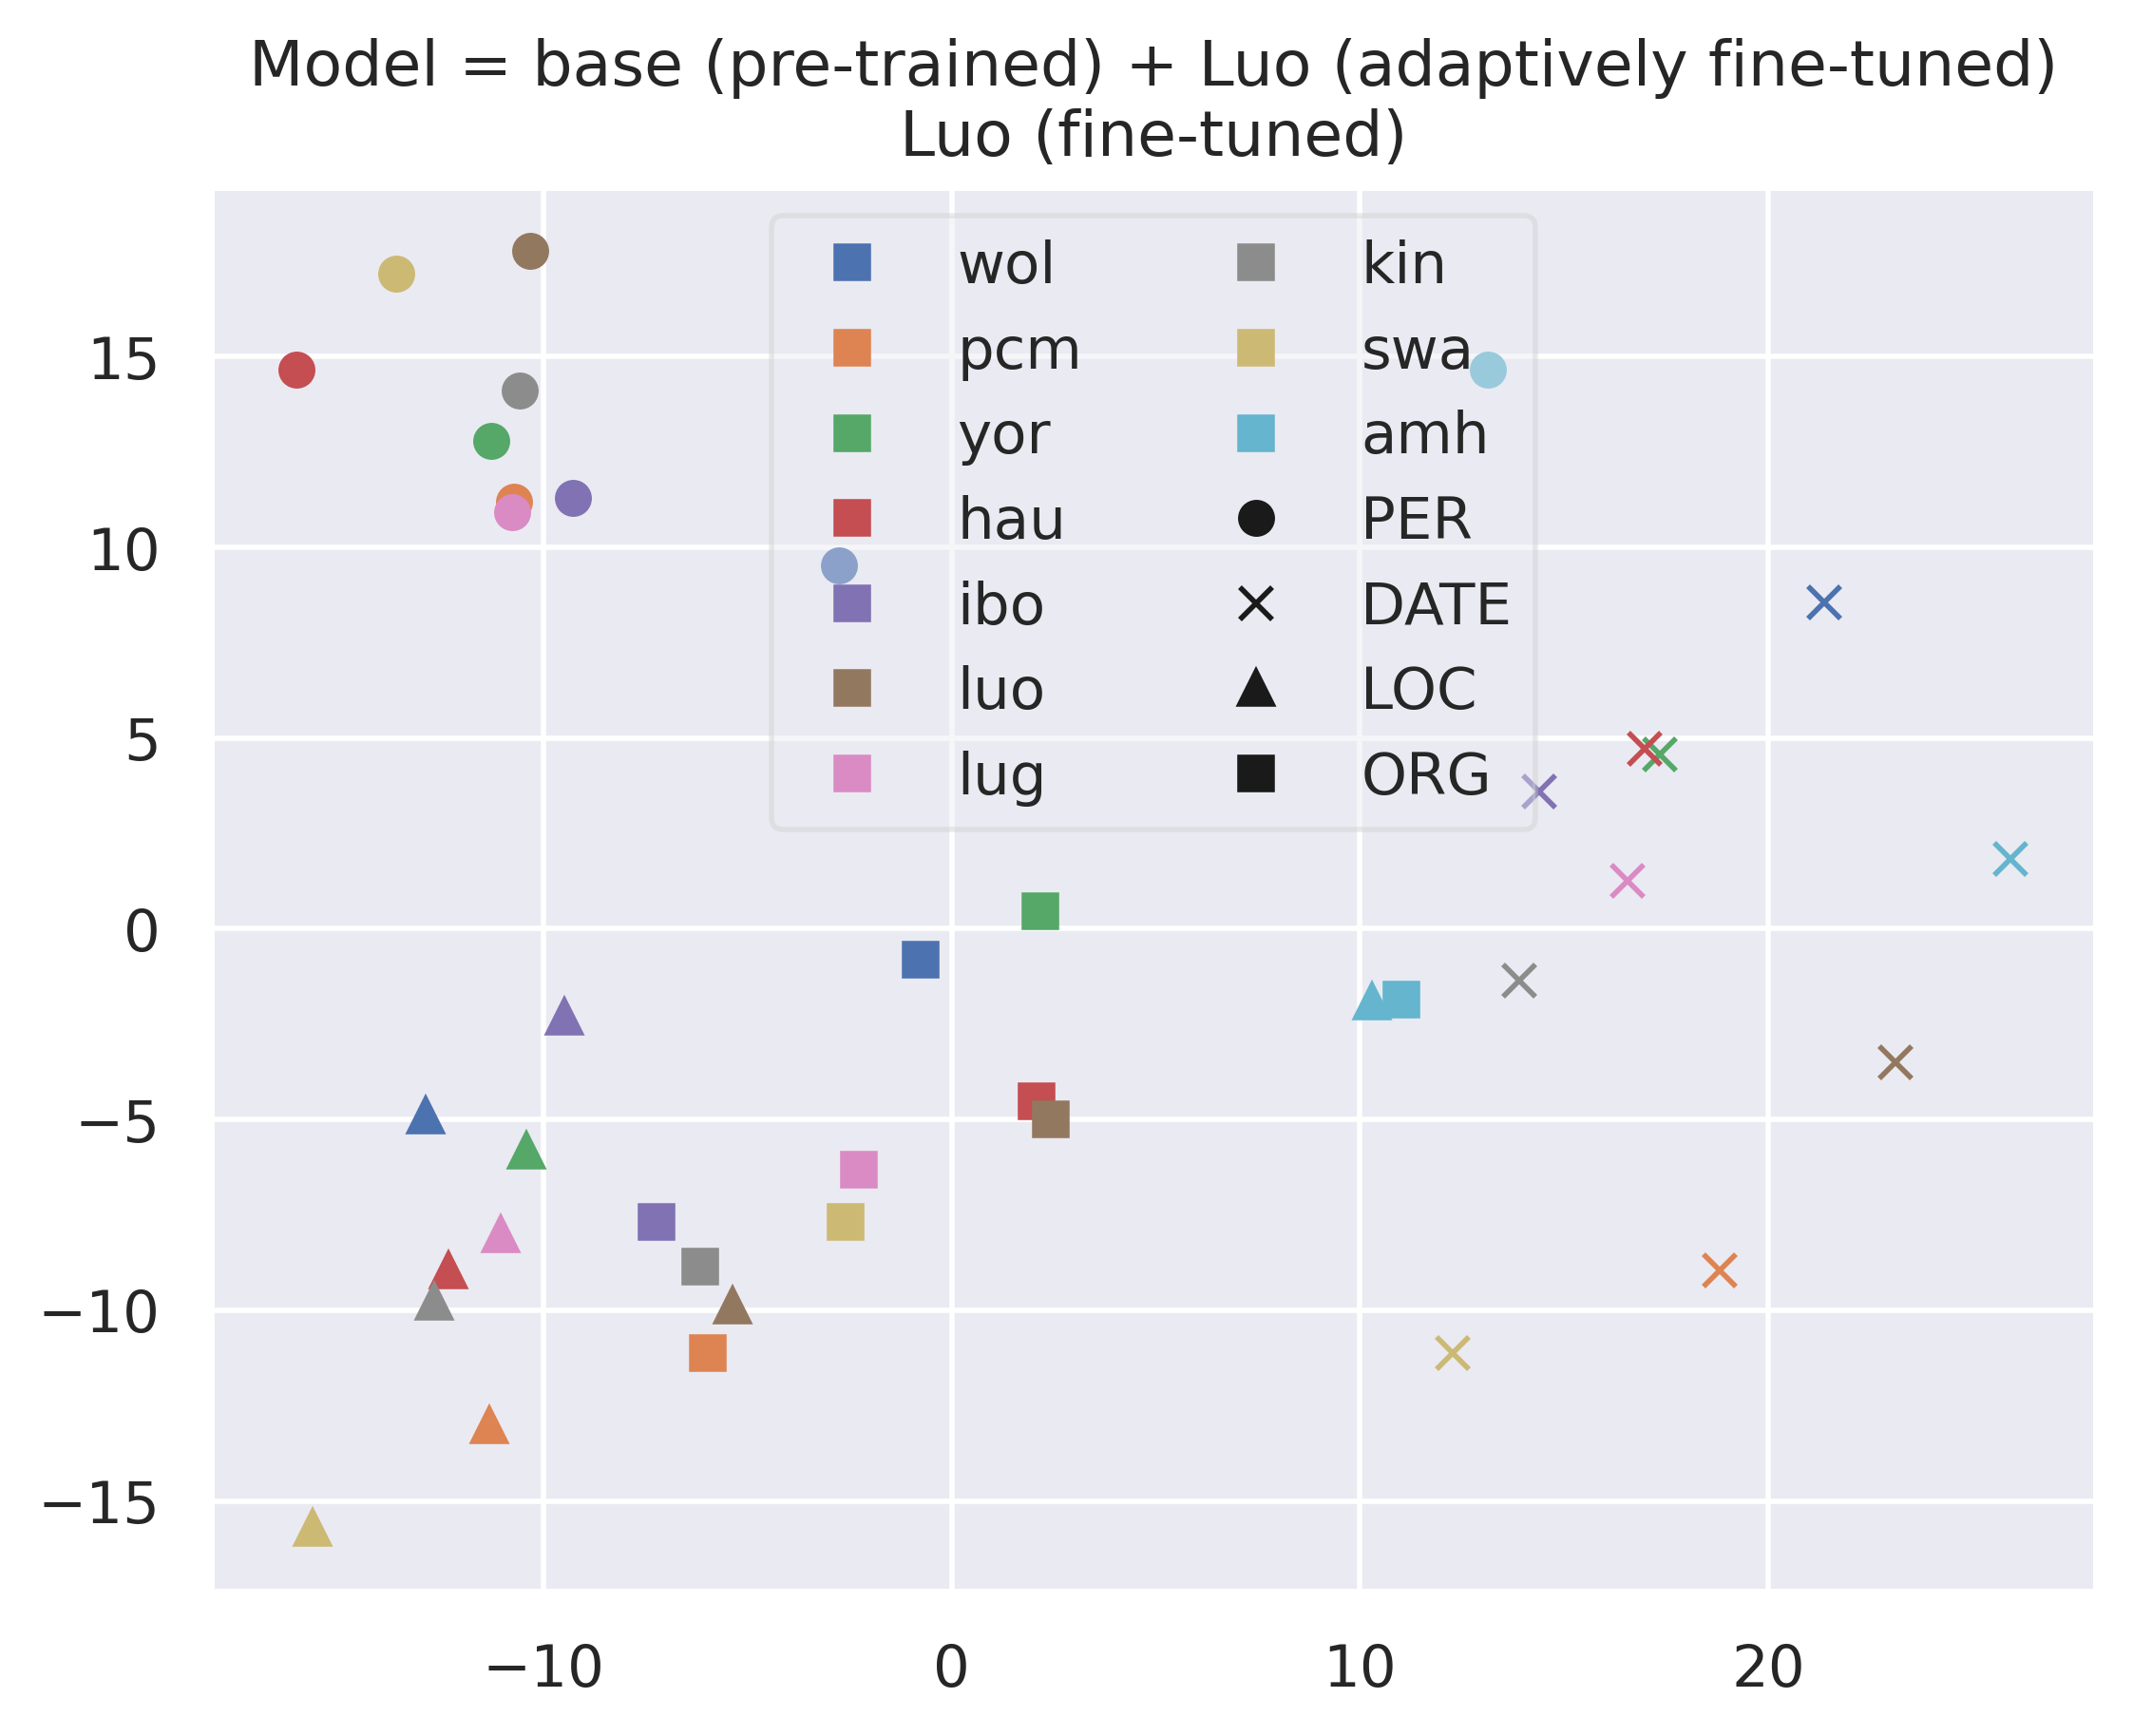 Model = base (pre-trained) + Luo (adaptively fine-tuned)
Luo (fine-tuned)
wol
pcm
yor
hau
ibo
luo
lug
kin
swa
amh
PER
DATE
LOC
ORG
15
10
5
0
−5
−10
−15
−10
0
10
20